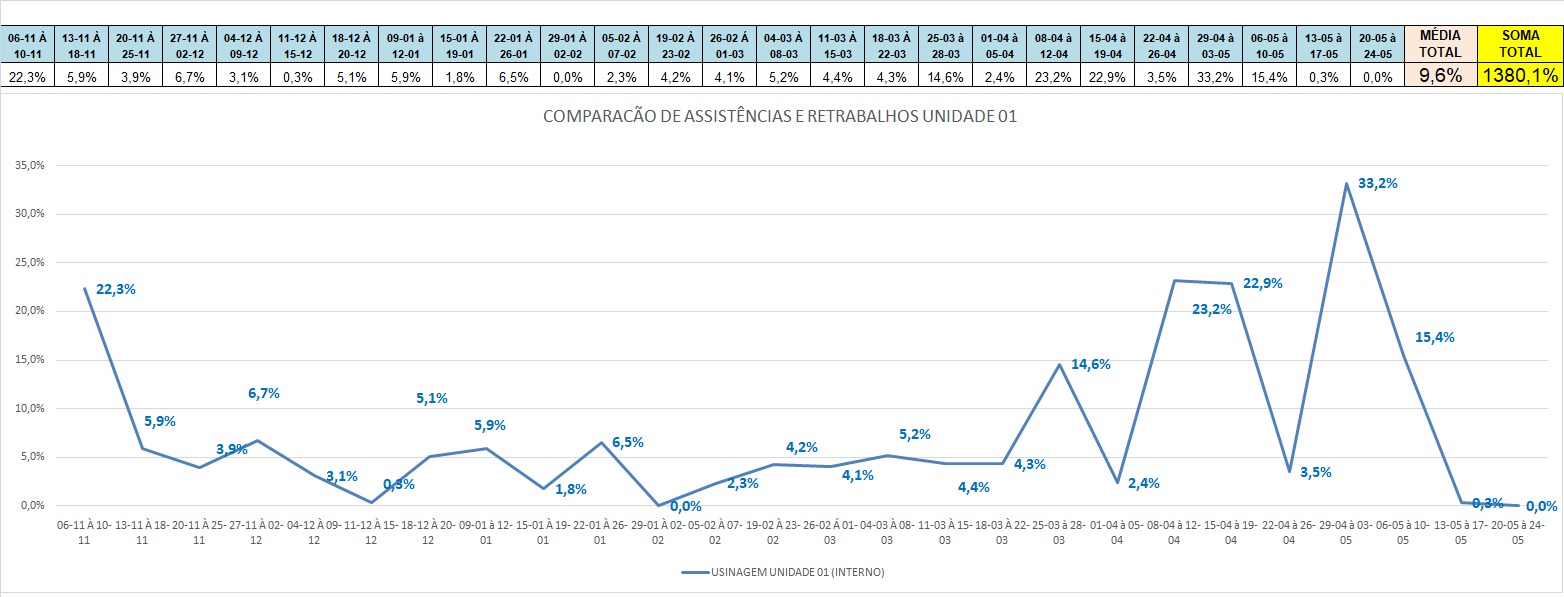 06-11 À 13-11 À 20-11 À 27-11 À 04-12 À 11-12 À 18-12 À 09-01 à 15-01 À 22-01 À 29-01 À 05-02 À 19-02 À 26-02 Á 04-03 À 11-03 À 18-03 À 25-03 à 01-04 à 08-04 à 15-04 à 22-04 à 29-04 à 06-05 à 13-05 à 20-05 à MÉDIA SOMA
10-11 18-11 25-11 02-12 09-12 15-12 20-12 12-01 19-01 26-01 02-02 07-02 23-02 01-03 08-03 15-03 22-03 28-03 05-04 12-04 19-04 26-04 03-05 10-05 17-05 24-05 TOTAL TOTAL
22,3% 5,9% 3,9% 6,7% 3,1% 0,3% 5,1% 5,9% 1,8% 6,5% 0,0% 2,3% 4,2% 4,1% 5,2% 4,4% 4,3% 14,6% 2,4% 23,2% 22,9% 3,5% 33,2% 15,4% 0,3% 0,0% 9,6% 1380,1%
COMPARACÃO DE ASSISTÊNCIAS E RETRABALHOS UNIDADE 01
35,0%
33,2%
30,0%
25,0%
22,3% 22,9%
20,0% 23,2%
15,0% 14,6% 15,4%
10,0%
5,9% 6,7% 5,1% 5,9% 5,2%
5,0% 3,9% 6,5% 4,2%
3,1% 0,3% 1,8% 2,3% 4,1% 4,4% 4,3% 2,4% 3,5%
0,0% 0,0% 0,3% 0,0%
06-11 À 10- 13-11 À 18- 20-11 À 25- 27-11 À 02- 04-12 À 09- 11-12 À 15- 18-12 À 20- 09-01 à 12- 15-01 À 19- 22-01 À 26- 29-01 À 02- 05-02 À 07- 19-02 À 23- 26-02 Á 01- 04-03 À 08- 11-03 À 15- 18-03 À 22- 25-03 à 28- 01-04 à 05- 08-04 à 12- 15-04 à 19- 22-04 à 26- 29-04 à 03- 06-05 à 10- 13-05 à 17- 20-05 à 24-
11 11 11 12 12 12 12 01 01 01 02 02 02 03 03 03 03 03 04 04 04 04 05 05 05 05
USINAGEM UNIDADE 01 (INTERNO)